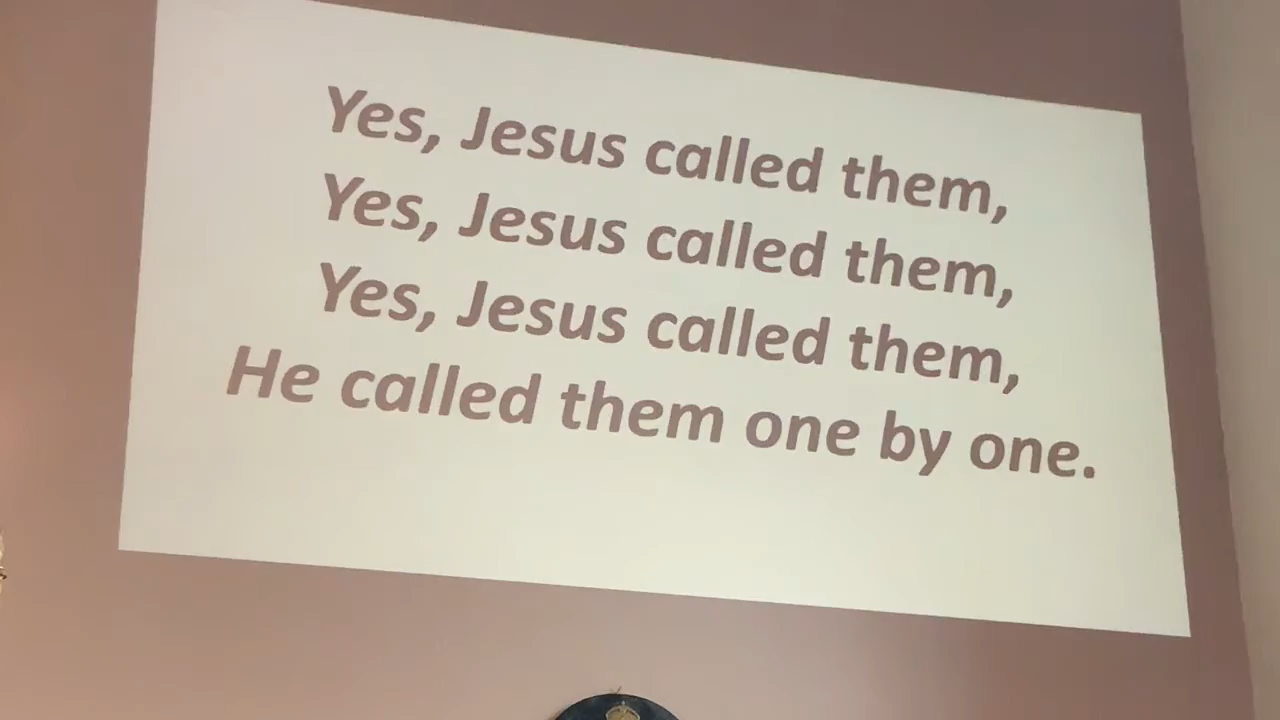 Yes, Jesus called them,
Yes, Jesus called them,
Yes, Jesus called them,
He called them one by one.